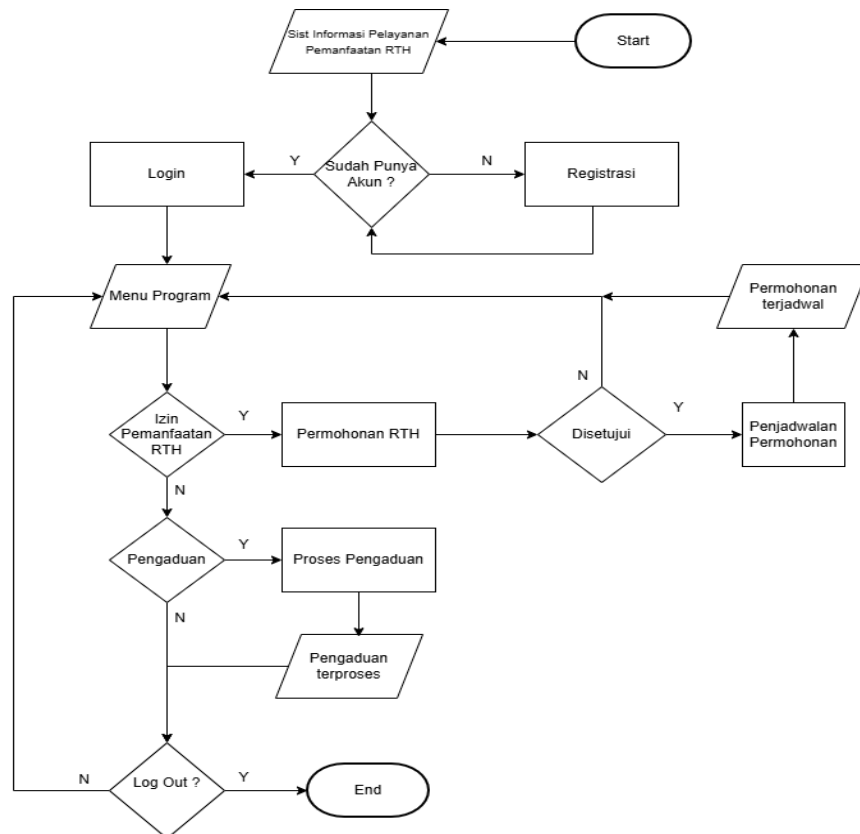 Sist Informasi Pelayanan
Pemanfaatan RTH
Start
Login
Y
Sudah Punya
Akun ?
N
Registrasi
Menu Program
Permohonan
terjadwal
N
Izin
Pemanfaatan
RTH
Y
Permohonan RTH
Disetujui
Y
Penjadwalan
Permohonan
N
Pengaduan
Y
Proses Pengaduan
N
Pengaduan
terproses
N
Log Out ?
Y
End